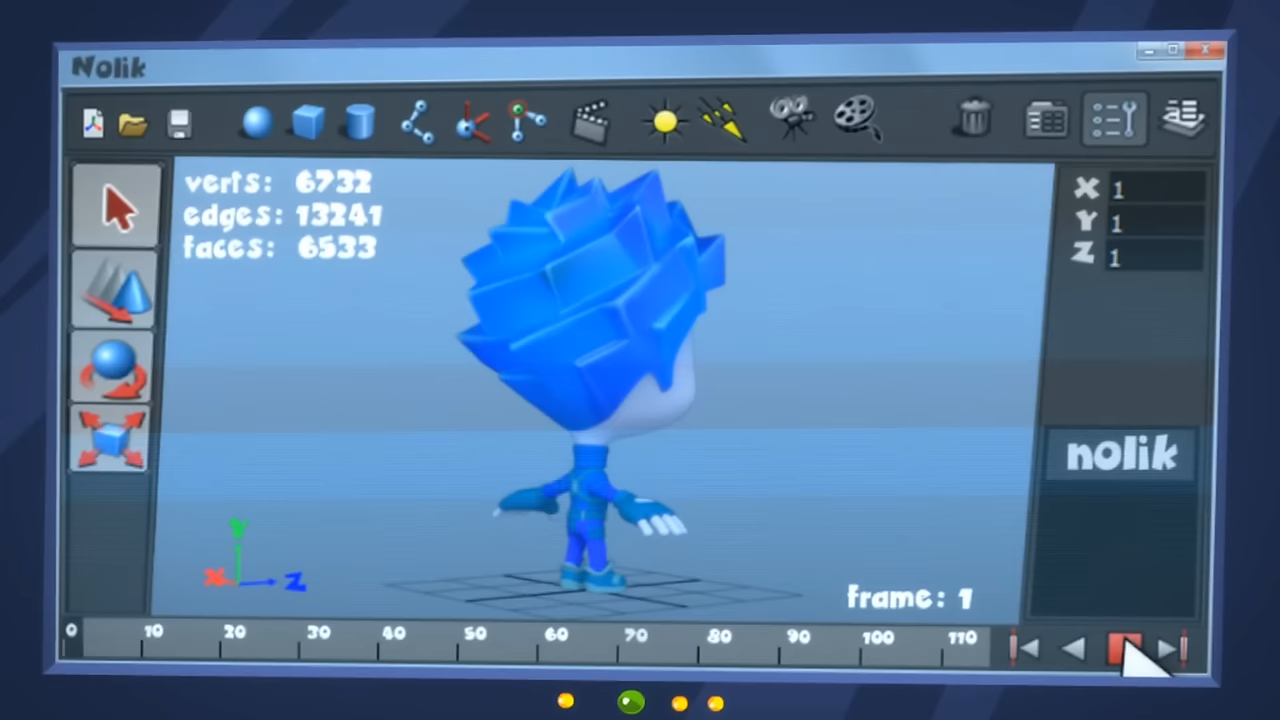 Nolik
verts: 6732
edges: 13241
faces: 6533
X 1
Y 1
Z 1
nolik
Y
X Z
frame: 1
0 10 20 30 40 50 60 70 80 90 100 110